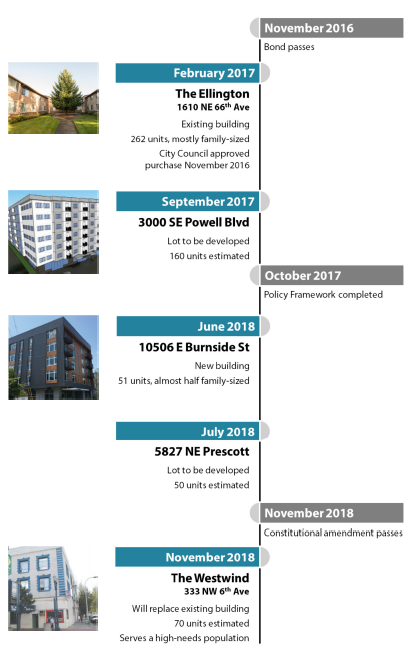 November 2016
Bond passes
February 2017
The Ellington
1610 NE 66th Ave
Existing building
262 units, mostly family-sized
City Council approved
purchase November 2016
September 2017
3000 SE Powell Blvd
Lot to be developed
160 units estimated
October 2017
Policy Framework completed
June 2018
10506 E Burnside St
New building
51 units, almost half family-sized
July 2018
5827 NE Prescott
Lot to be developed
50 units estimated
November 2018
Constitutional amendment passes
November 2018
The Westwind
333 NW 6th Ave
Will replace existing building
70 units estimated
Serves a high-needs population